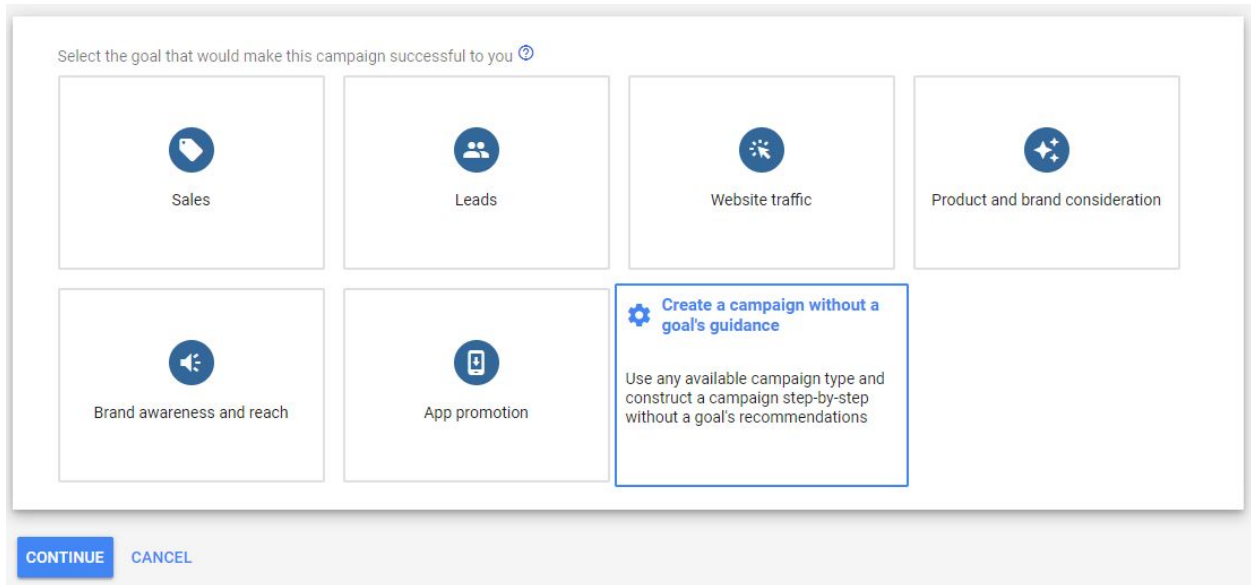 Select the goal that would make this campaign successful to you
Sales
Leads
Website traffic
Product and brand consideration
Brand awareness and reach
App promotion
Create a campaign without a
goal's guidance
Use any available campaign type and
construct a campaign step-by-step
without a goal's recommendations
CONTINUE
CANCEL